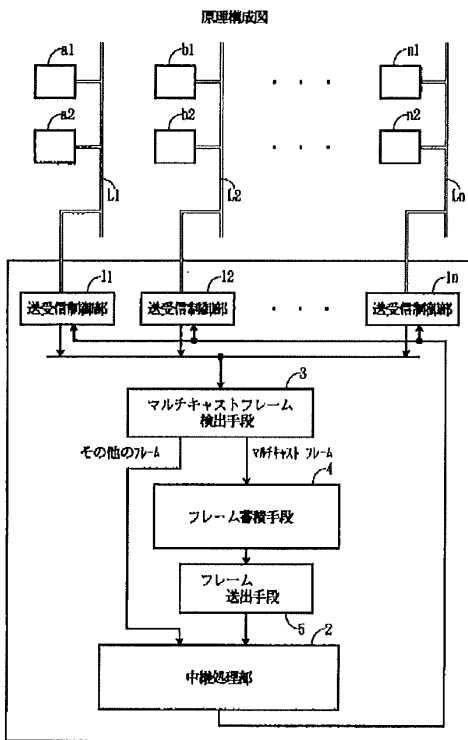 原理構成図
a1
b1
n1
a2
b2
n2
L1
L2
Ln
11
12
1n
送受信制御部
送受信制御部
送受信制御部
3
マルチキャストフレーム
検出手段
その他のフレーム
マルチキャスト フレーム
4
フレーム蓄積手段
フレーム
送出手段
5
2
中継処理部